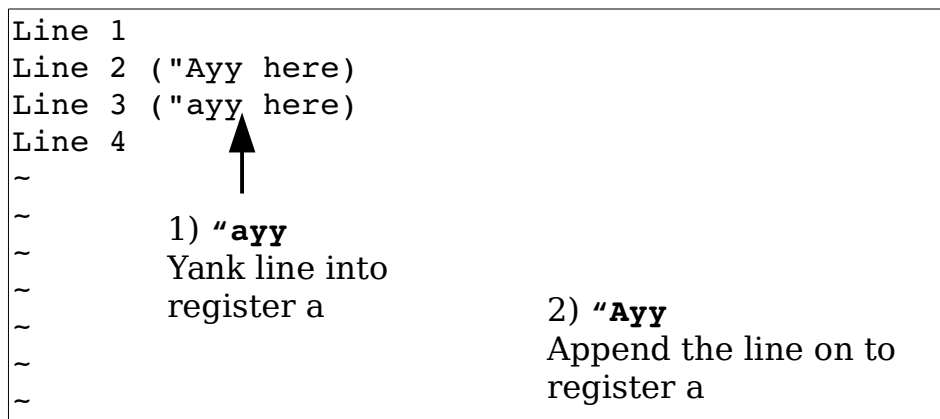 Line 1
Line 2 ("Ayy here)
Line 3 ("ayy here)
Line 4
~
~
~
~
~
~
~
1) “ayy
Yank line into
register a
2) “Ayy
Append the line on to
register a